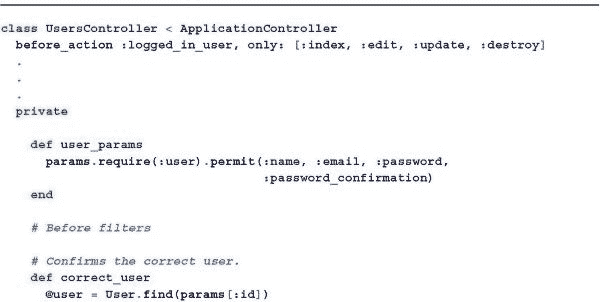 class UsersController < ApplicationController
  before_action :logged_in_user, only: [:index, :edit, :update, :destroy]
  .
  .
  .
  private

    def user_params
      params.require(:user).permit(:name, :email, :password,
                                   :password_confirmation)
    end

    # Before filters

    # Confirms the correct user.
    def correct_user
      @user = User.find(params[:id])